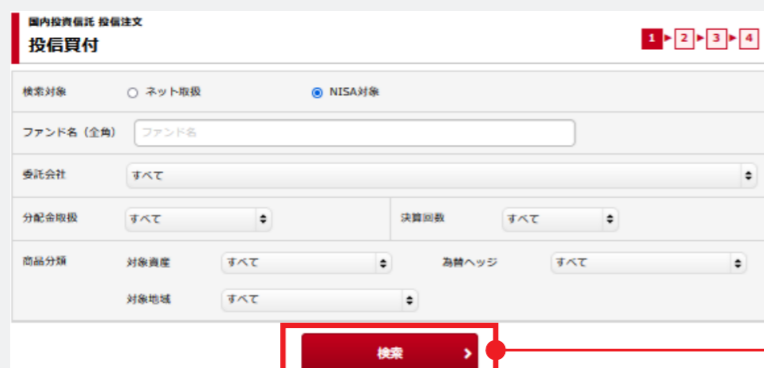 国内投資信託 投信注文
投信買付
1 2 3 4
検索対象 ネット取扱 NISA対象
ファンド名（全角） ファンド名
委託会社 すべて
分配金取扱 すべて 決算回数 すべて
商品分類 対象資産 すべて 為替ヘッジ すべて
対象地域 すべて
検索